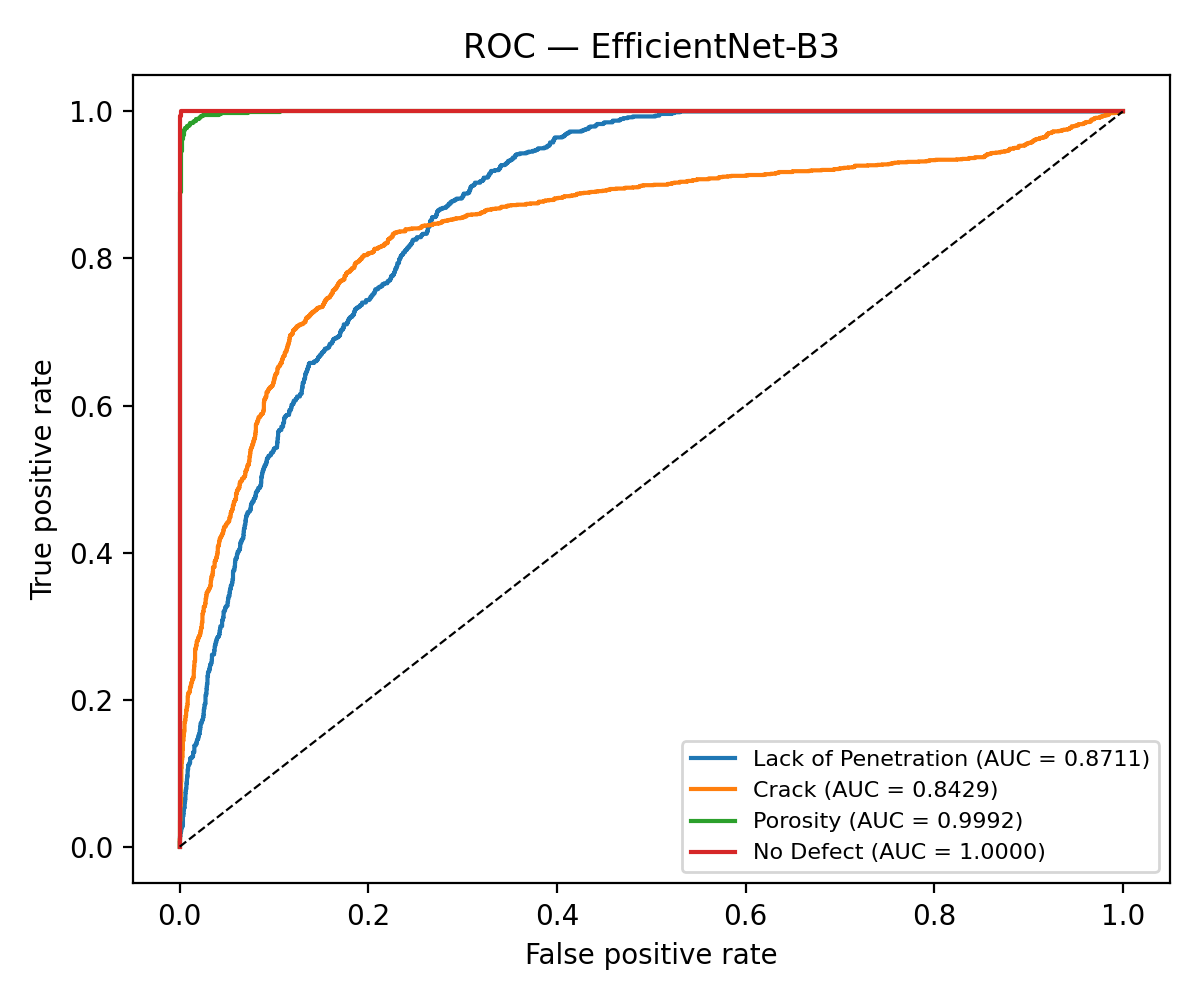 ROC — EfficientNet-B3
True positive rate
1.0
0.8
0.6
0.4
0.2
0.0
Lack of Penetration (AUC = 0.8711)
Crack (AUC = 0.8429)
Porosity (AUC = 0.9992)
No Defect (AUC = 1.0000)
0.0 0.2 0.4 0.6 0.8 1.0
False positive rate